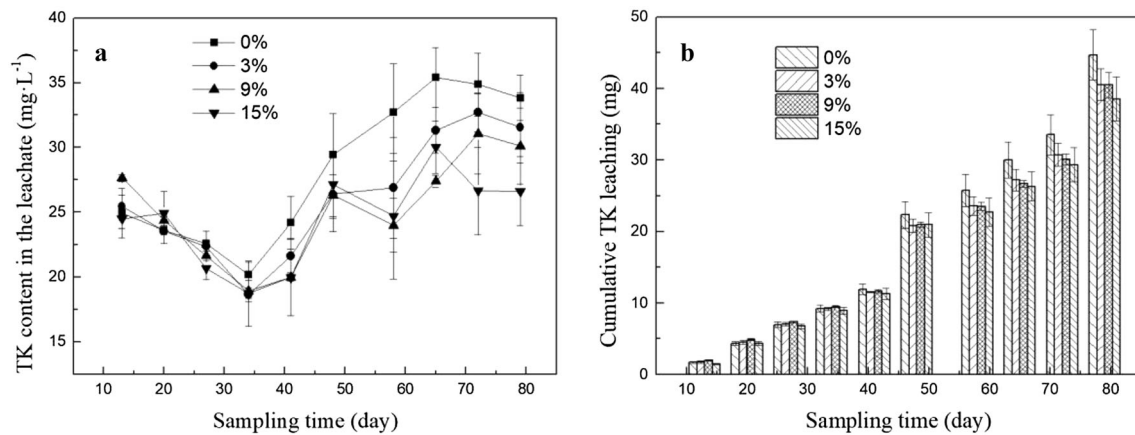 a
0%
3%
9%
15%
TK content in the leachate (mg·L⁻¹)
40
35
30
25
20
15
10 20 30 40 50 60 70 80
Sampling time (day)
b
0%
3%
9%
15%
Cumulative TK leaching (mg)
50
40
30
20
10
0
10 20 30 40 50 60 70 80
Sampling time (day)